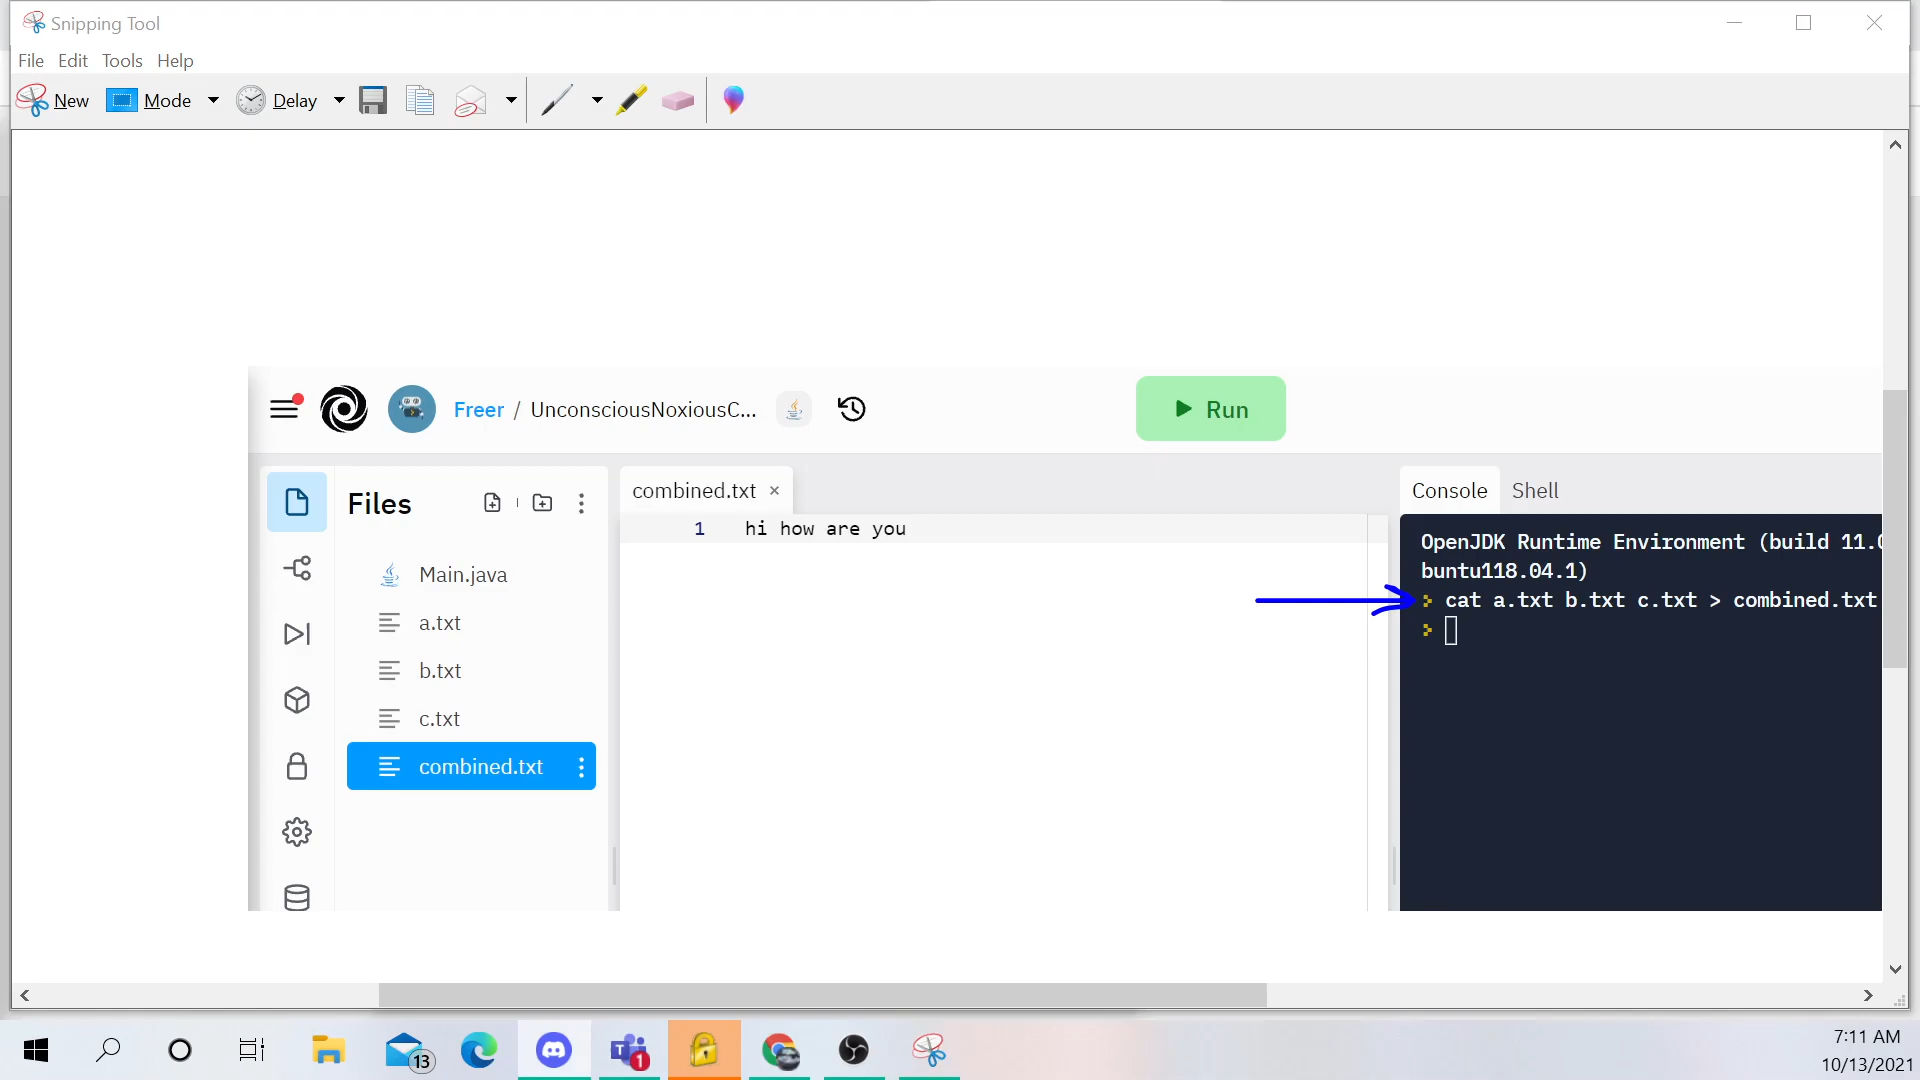 Snipping Tool
File Edit Tools Help
New Mode Delay
Freer / UnconsciousNoxiousC... Run
Files
combined.txt ×
Console Shell
1 hi how are you
Main.java
a.txt
b.txt
c.txt
combined.txt
OpenJDK Runtime Environment (build 11.0
buntu118.04.1)
> cat a.txt b.txt c.txt > combined.txt
>
13
1
7:11 AM
10/13/2021